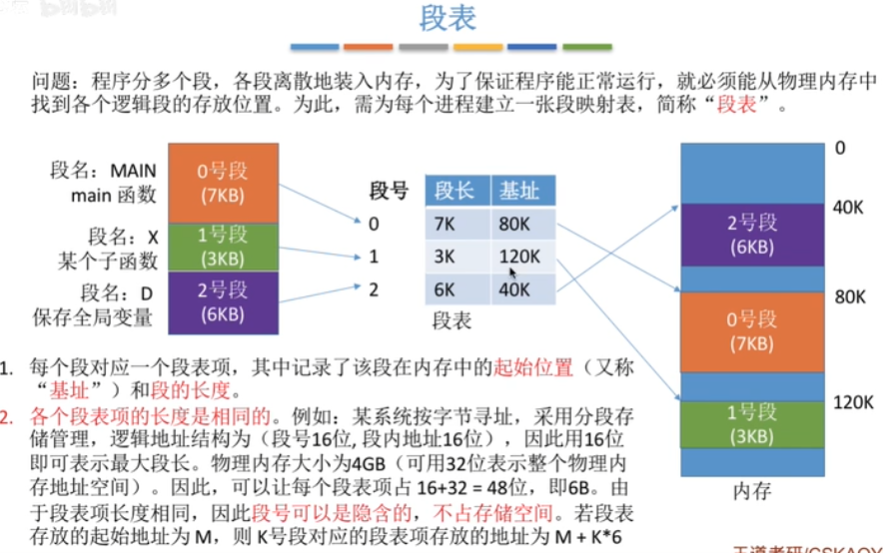 bilibili
段表
问题：程序分多个段，各段离散地装入内存，为了保证程序能正常运行，就必须能从物理内存中
找到各个逻辑段的存放位置。为此，需为每个进程建立一张段映射表，简称“段表”。
段名：MAIN
main 函数
0号段
(7KB)
段名：X
某个子函数
1号段
(3KB)
段名：D
保存全局变量
2号段
(6KB)
段号 段长 基址
0 7K 80K
1 3K 120K
2 6K 40K
段表
0
40K
2号段
(6KB)
80K
0号段
(7KB)
120K
1号段
(3KB)
内存
1. 每个段对应一个段表项，其中记录了该段在内存中的起始位置（又称
“基址”）和段的长度。
2. 各个段表项的长度是相同的。例如：某系统按字节寻址，采用分段存
储管理，逻辑地址结构为（段号16位, 段内地址16位），因此用16位
即可表示最大段长。物理内存大小为4GB（可用32位表示整个物理内
存地址空间）。因此，可以让每个段表项占 16+32 = 48位，即6B。由
于段表项长度相同，因此段号可以是隐含的，不占存储空间。若段表
存放的起始地址为 M，则 K号段对应的段表项存放的地址为 M + K*6